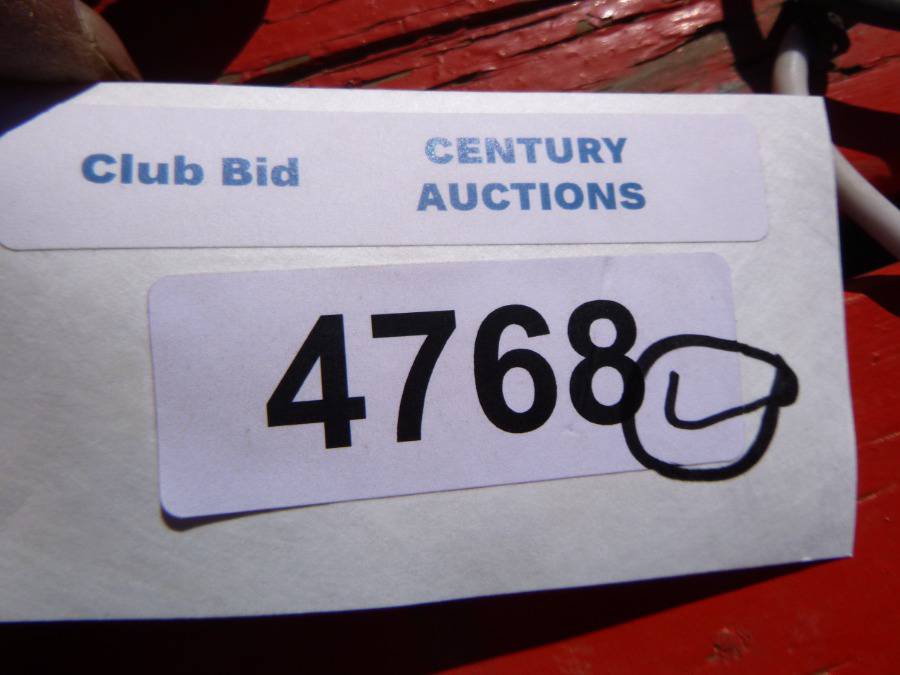 Club Bid
CENTURY
AUCTIONS
4768 L